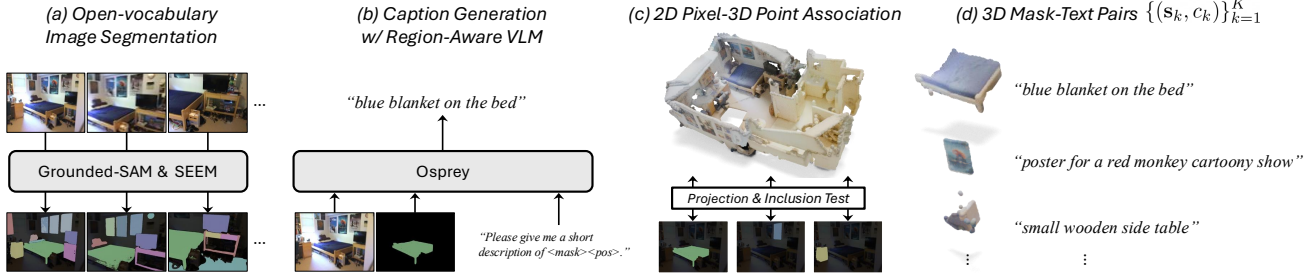 (a) Open-vocabulary
Image Segmentation
...
Grounded-SAM & SEEM
...
(b) Caption Generation
w/ Region-Aware VLM
“blue blanket on the bed”
Osprey
“Please give me a short
description of <mask><pos>.”
(c) 2D Pixel-3D Point Association
Projection & Inclusion Test
(d) 3D Mask-Text Pairs {(s_k, c_k)}_{k=1}^{K}
“blue blanket on the bed”
“poster for a red monkey cartoony show”
“small wooden side table”
⋮ ⋮